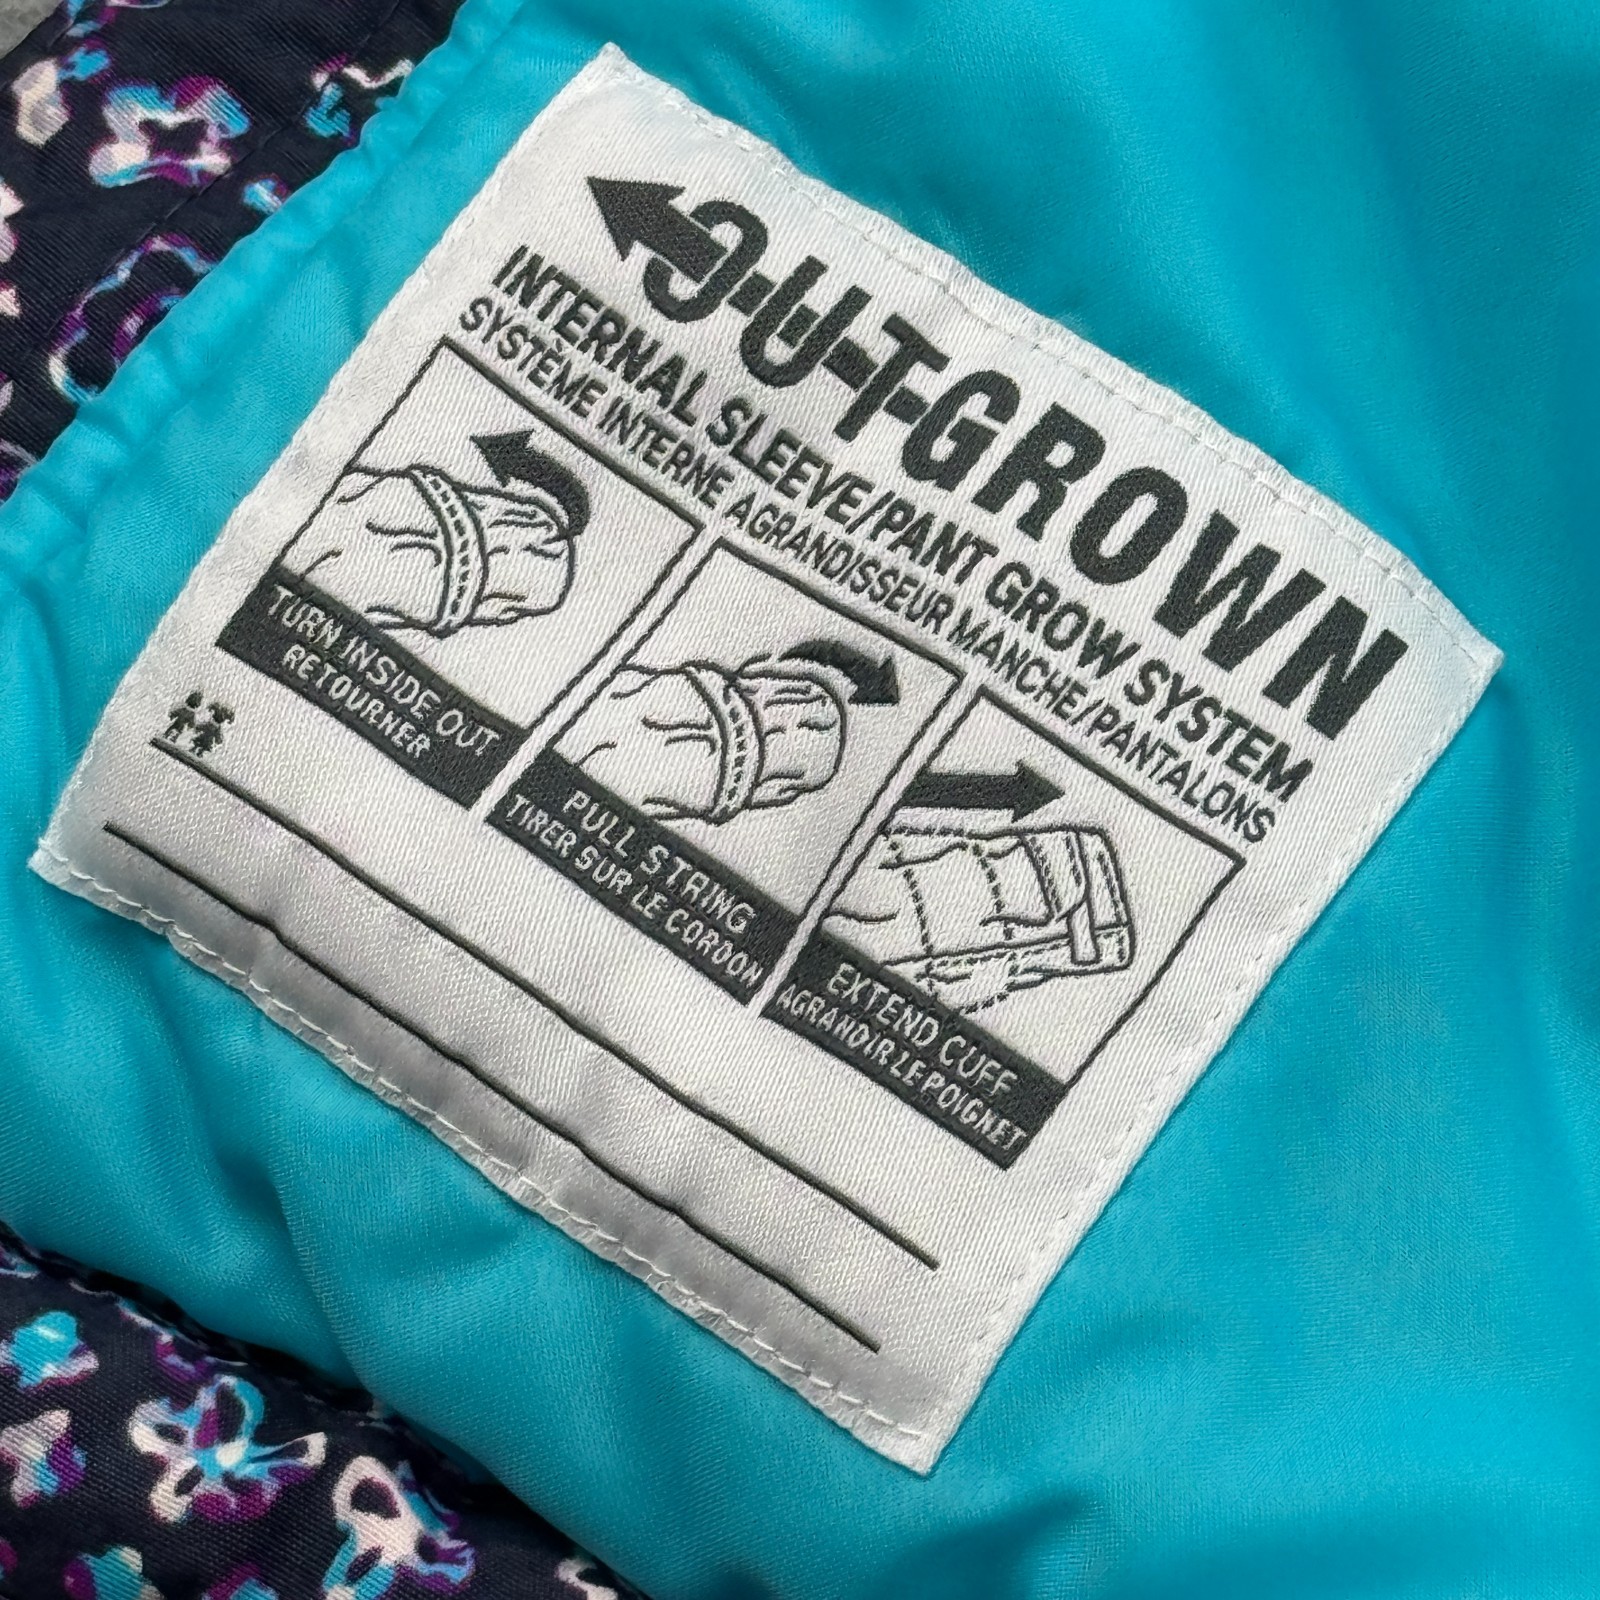 OUTGROWN
INTERNAL SLEEVE/PANT GROW SYSTEM
SYSTÈME INTERNE AGRANDISSEUR MANCHE/PANTALONS
TURN INSIDE OUT
RETOURNER
PULL STRING
TIRER SUR LE CORDON
EXTEND CUFF
AGRANDIR LE POIGNET